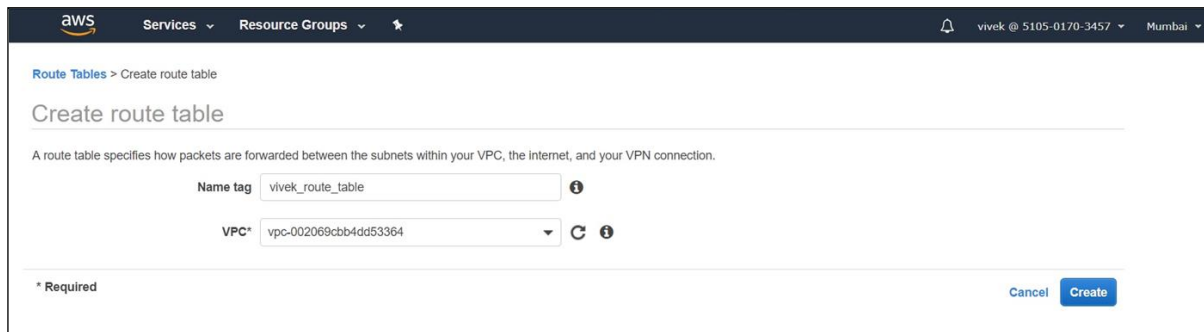 aws Services Resource Groups vivek @ 5105-0170-3457 Mumbai
Route Tables > Create route table
Create route table
A route table specifies how packets are forwarded between the subnets within your VPC, the internet, and your VPN connection.
Name tag vivek_route_table
VPC* vpc-002069cbb4dd53364
* Required Cancel Create